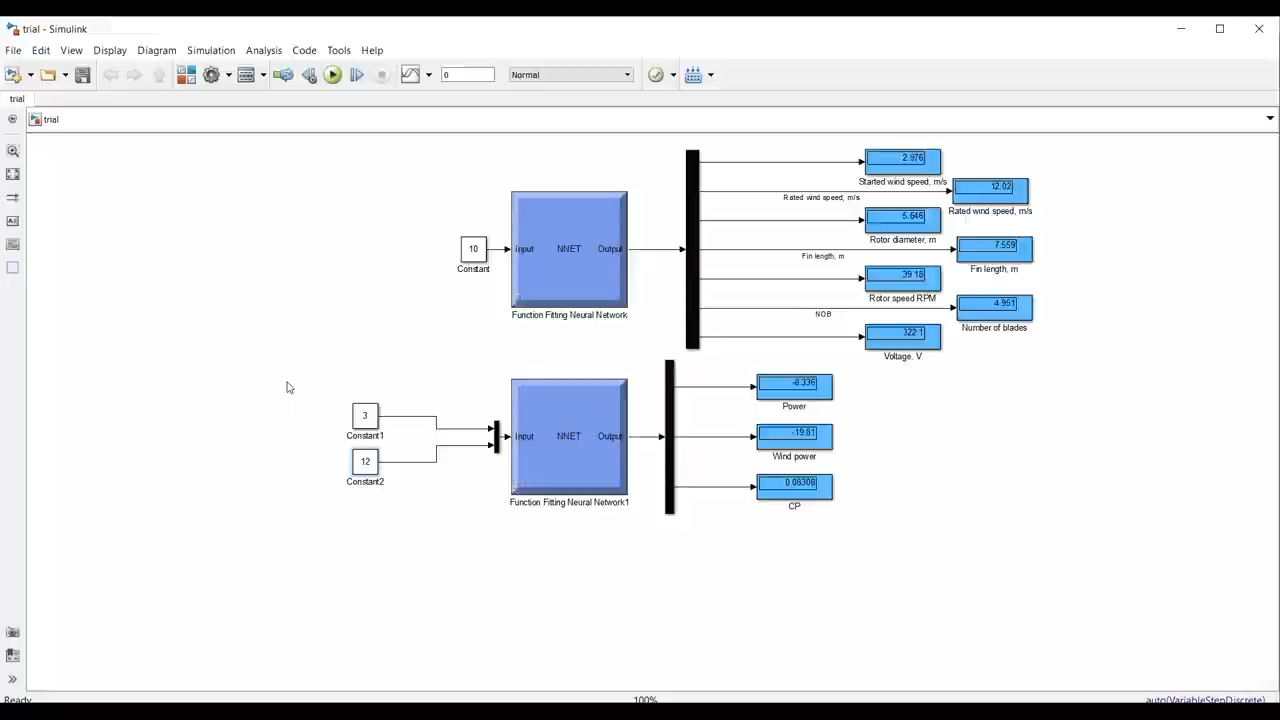 trial - Simulink
File Edit View Display Diagram Simulation Analysis Code Tools Help
0 Normal
trial
trial
2.976
Started wind speed, m/s
12.02
Rated wind speed, m/s
Rated wind speed, m/s
5.646
Rotor diameter, m
10
Constant
Input NNET Output
Function Fitting Neural Network
7.559
Fin length, m
Fin length, m
39.18
Rotor speed RPM
4.951
NOB
Number of blades
322.1
Voltage. V
3
Constant1
12
Constant2
Input NNET Output
Function Fitting Neural Network1
-8.336
Power
-19.81
Wind power
0.08306
CP
Ready 100% auto(VariableStepDiscrete)